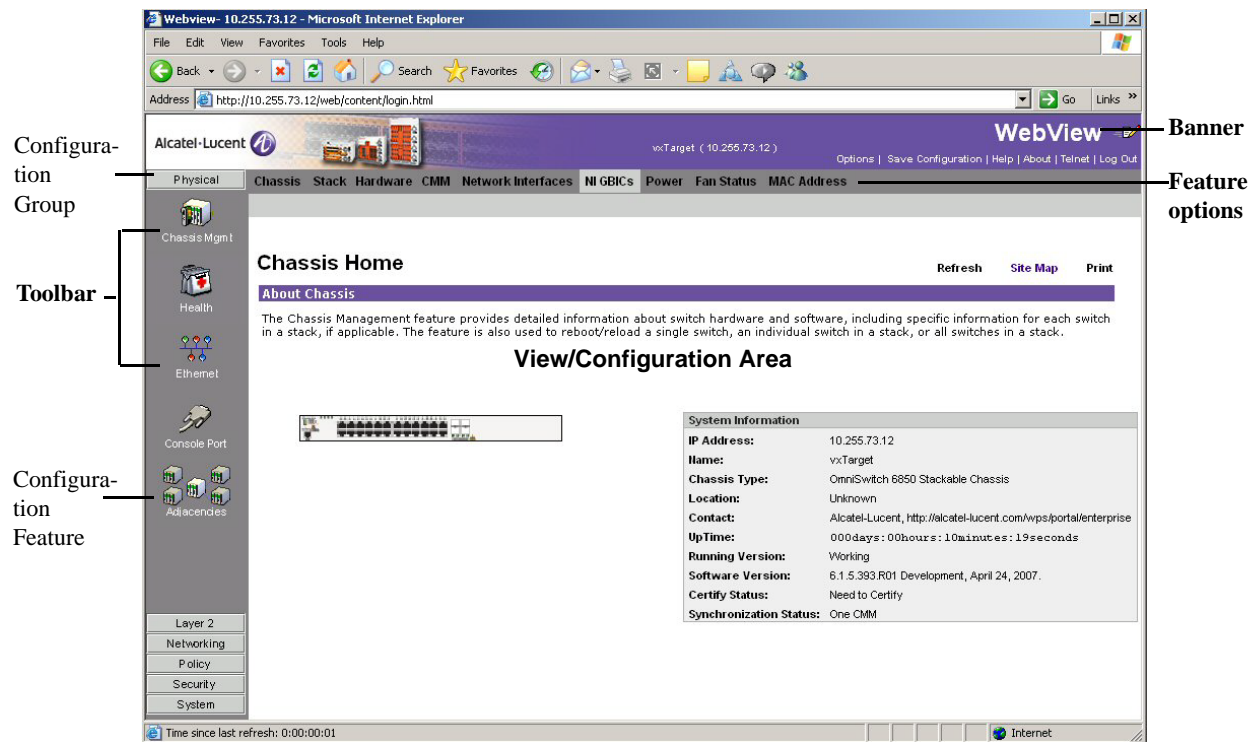 Webview- 10.255.73.12 - Microsoft Internet Explorer
File Edit View Favorites Tools Help
Back Search Favorites
Address http://10.255.73.12/web/content/login.html Go Links »
Alcatel·Lucent
vxTarget ( 10.255.73.12 )
WebView
Options | Save Configuration | Help | About | Telnet | Log Out
Banner
Configura-
tion
Group
Physical
Chassis Stack Hardware CMM Network Interfaces NI GBICs Power Fan Status MAC Address
Feature
options
Toolbar
Chassis Mgmt
Health
Ethernet
Console Port
Adjacencies
Configura-
tion
Feature
Layer 2
Networking
Policy
Security
System
Chassis Home
Refresh Site Map Print
About Chassis
The Chassis Management feature provides detailed information about switch hardware and software, including specific information for each switch
in a stack, if applicable. The feature is also used to reboot/reload a single switch, an individual switch in a stack, or all switches in a stack.
View/Configuration Area
System Information
IP Address: 10.255.73.12
Name: vxTarget
Chassis Type: OmniSwitch 6850 Stackable Chassis
Location: Unknown
Contact: Alcatel-Lucent, http://alcatel-lucent.com/wps/portal/enterprise
UpTime: 000days:00hours:10minutes:19seconds
Running Version: Working
Software Version: 6.1.5.393.R01 Development, April 24, 2007.
Certify Status: Need to Certify
Synchronization Status: One CMM
Time since last refresh: 0:00:00:01
Internet